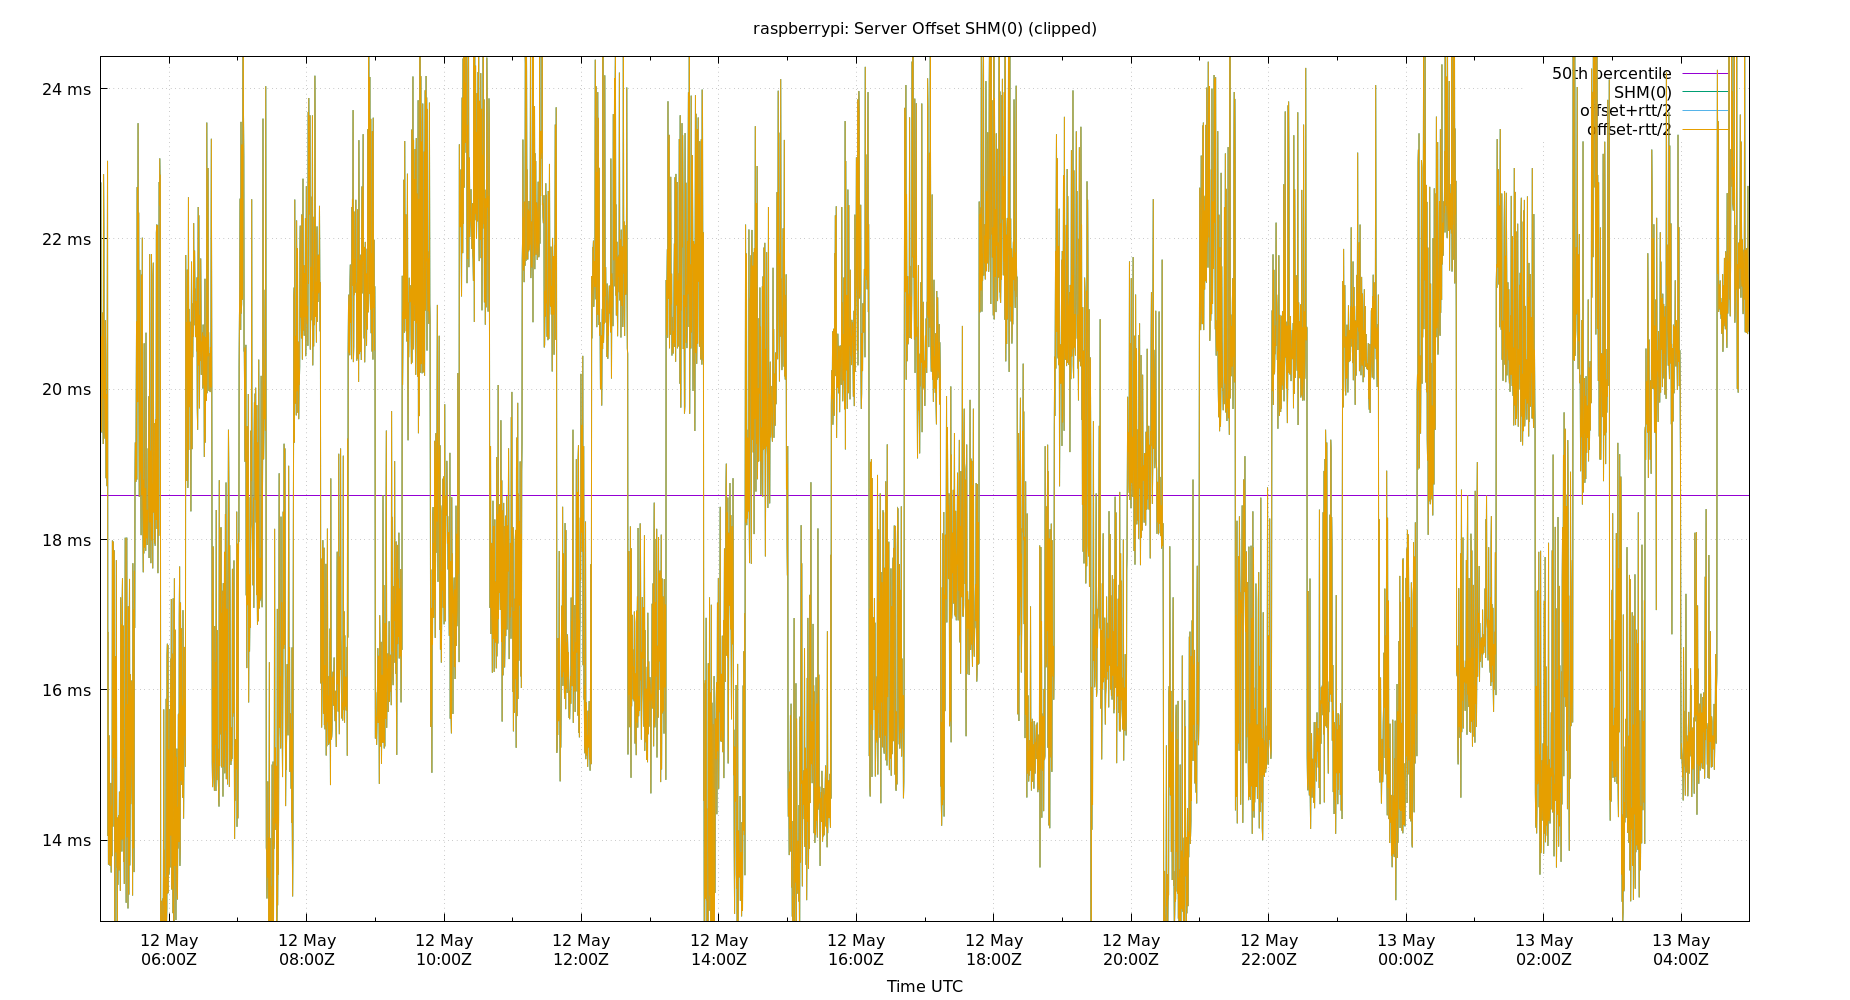 raspberrypi: Server Offset SHM(0) (clipped)
50th percentile
SHM(0)
offset+rtt/2
offset-rtt/2
24 ms
22 ms
20 ms
18 ms
16 ms
14 ms
12 May 12 May 12 May 12 May 12 May 12 May 12 May 12 May 12 May 13 May 13 May 13 May
06:00Z 08:00Z 10:00Z 12:00Z 14:00Z 16:00Z 18:00Z 20:00Z 22:00Z 00:00Z 02:00Z 04:00Z
Time UTC